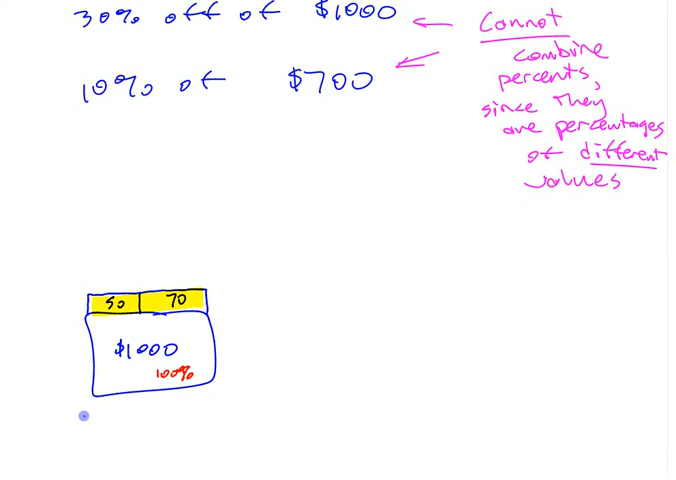 30% off of $1000
10% of $700
Cannot
combine
percents,
since they
are percentages
of different
values
50 70
$1000
100%